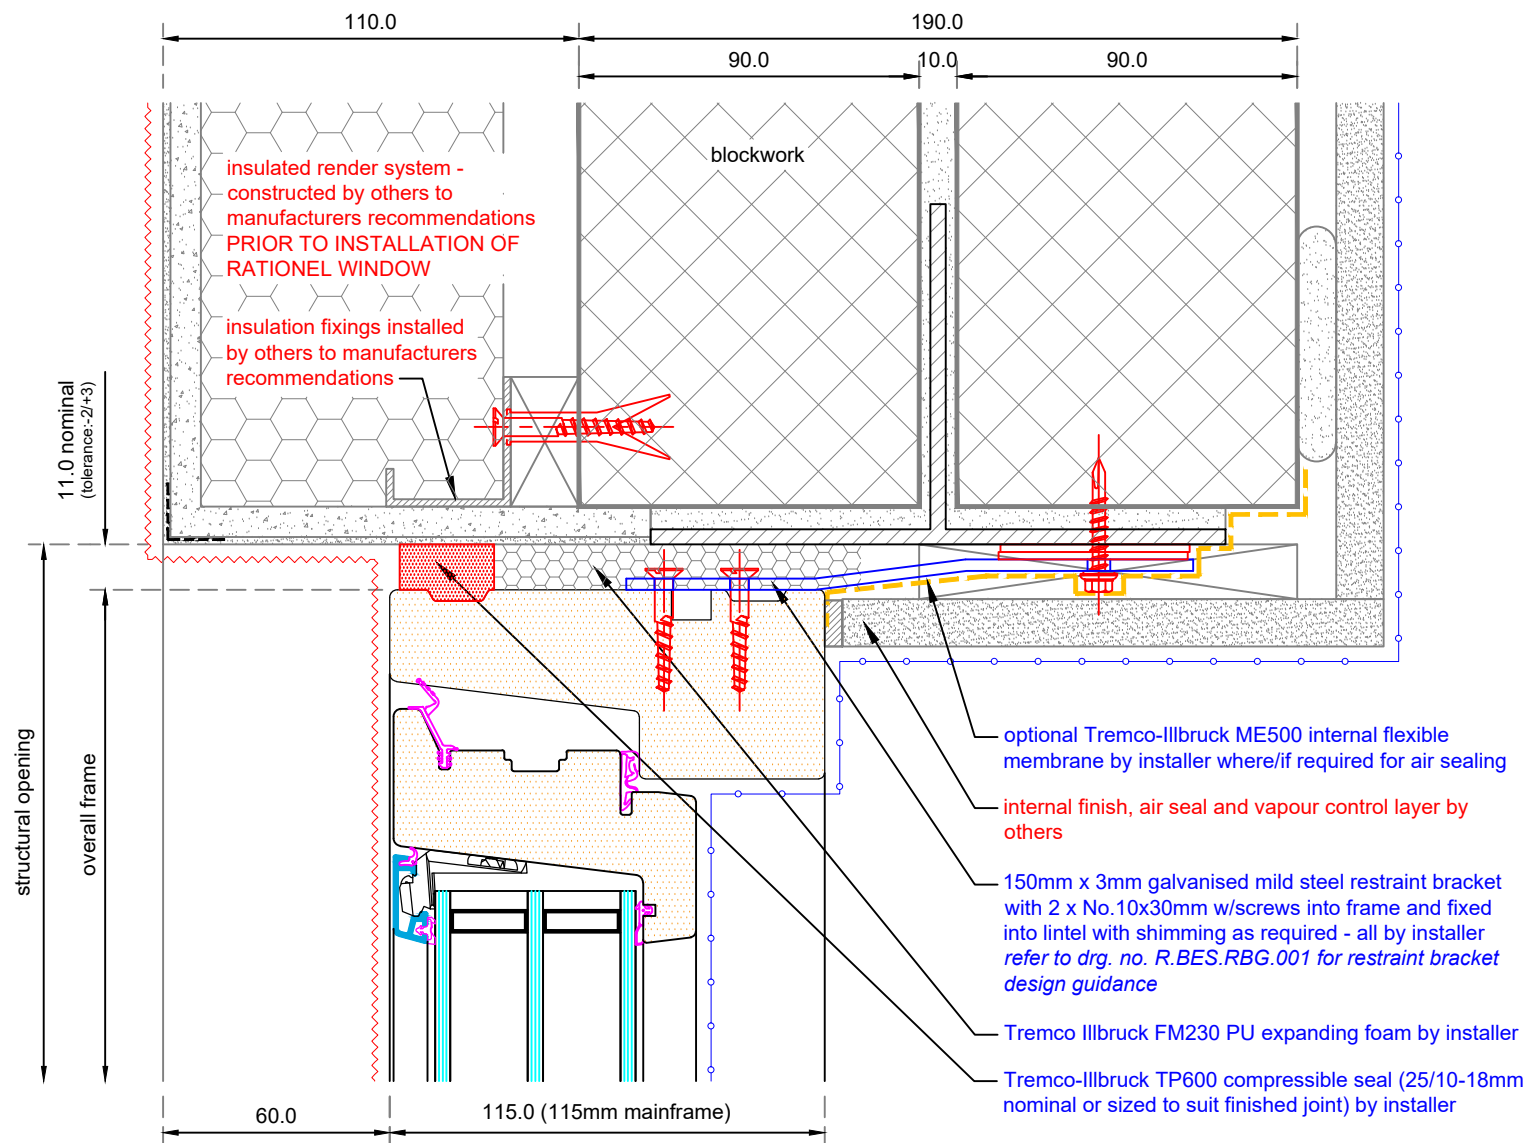 110.0
190.0
90.0
10.0
90.0
blockwork
insulated render system -
constructed by others to
manufacturers recommendations
PRIOR TO INSTALLATION OF
RATIONEL WINDOW
insulation fixings installed
by others to manufacturers
recommendations
11.0 nominal
(tolerance:-2/+3)
structural opening
overall frame
optional Tremco-Illbruck ME500 internal flexible
membrane by installer where/if required for air sealing
internal finish, air seal and vapour control layer by
others
150mm x 3mm galvanised mild steel restraint bracket
with 2 x No.10x30mm w/screws into frame and fixed
into lintel with shimming as required - all by installer
refer to drg. no. R.BES.RBG.001 for restraint bracket
design guidance
Tremco Illbruck FM230 PU expanding foam by installer
Tremco-Illbruck TP600 compressible seal (25/10-18mm
nominal or sized to suit finished joint) by installer
60.0
115.0 (115mm mainframe)